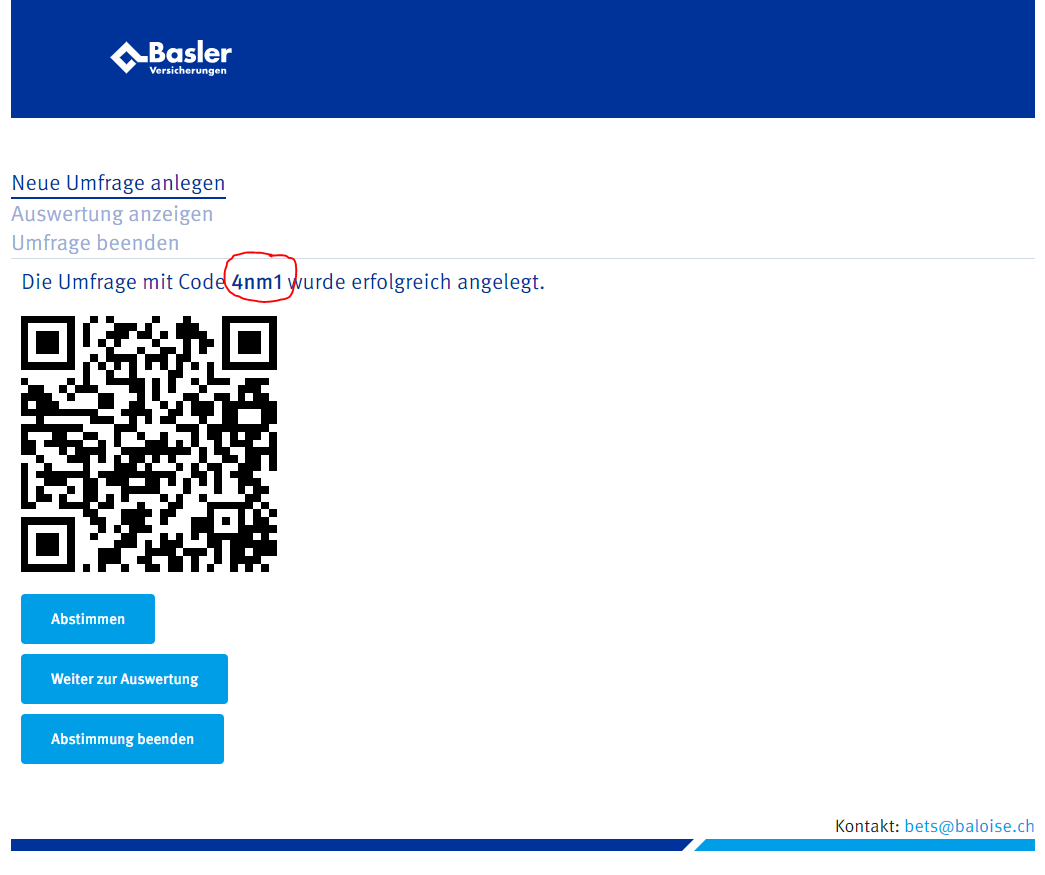 Basler
Versicherungen
Neue Umfrage anlegen
Auswertung anzeigen
Umfrage beenden
Die Umfrage mit Code 4nm1 wurde erfolgreich angelegt.
Abstimmen
Weiter zur Auswertung
Abstimmung beenden
Kontakt: bets@baloise.ch